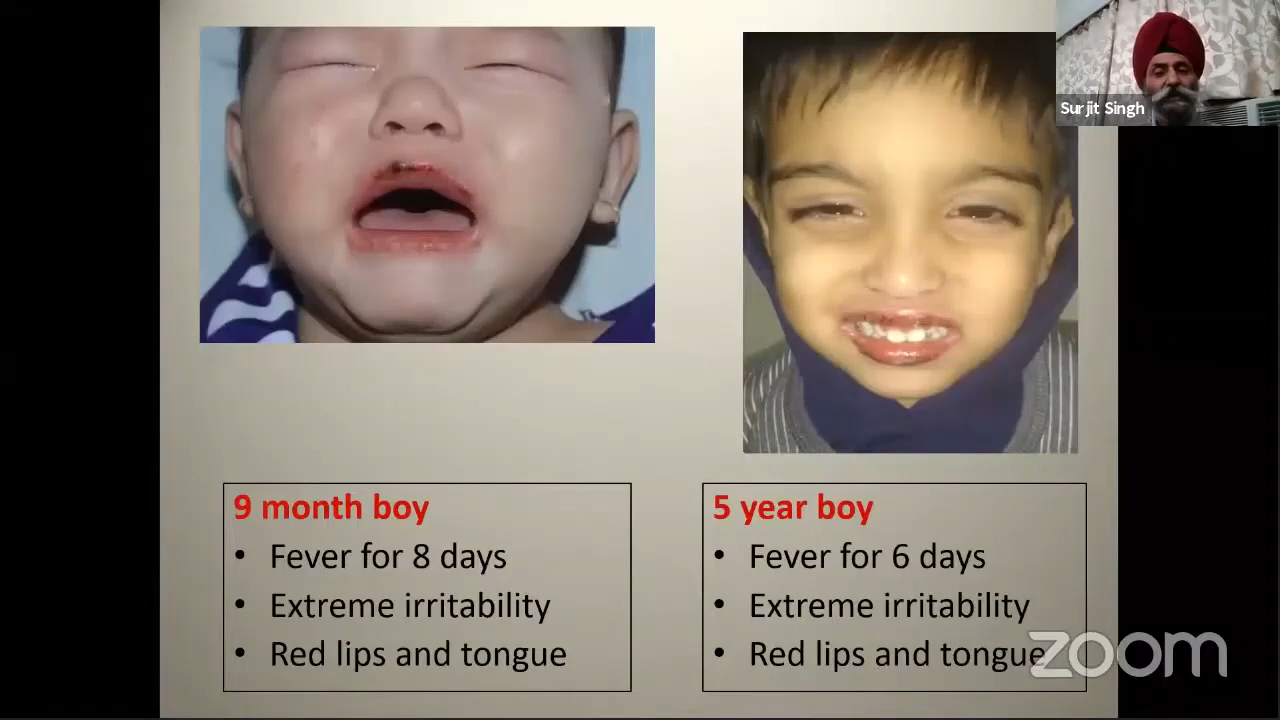 Surjit Singh
9 month boy
• Fever for 8 days
• Extreme irritability
• Red lips and tongue
5 year boy
• Fever for 6 days
• Extreme irritability
• Red lips and tongue
zoom